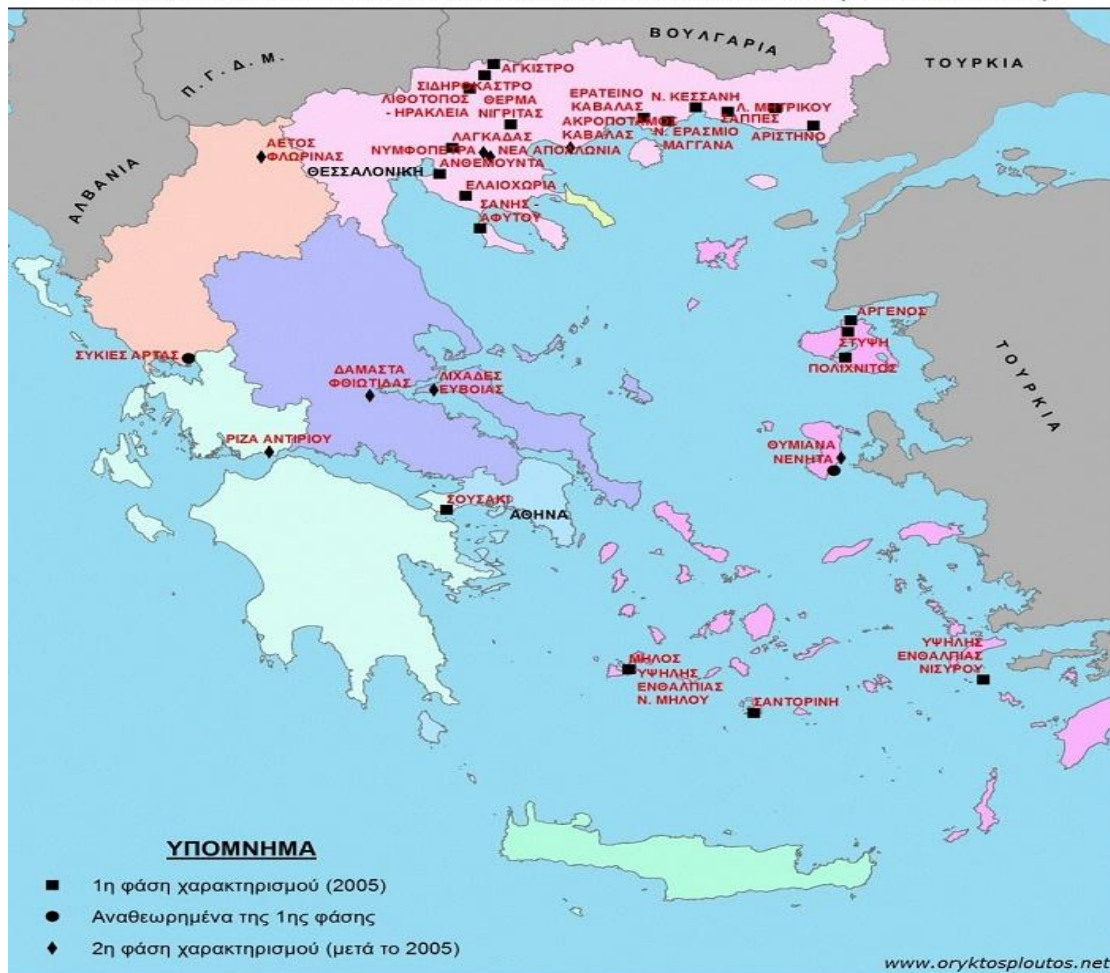 ΒΟΥΛΓΑΡΙΑ
ΤΟΥΡΚΙΑ
Π.Γ.Δ.Μ.
ΑΛΒΑΝΙΑ
ΑΓΚΙΣΤΡΟ
ΣΙΔΗΡΟΚΑΣΤΡΟ
ΛΙΘΟΤΟΠΟΣ
- ΗΡΑΚΛΕΙΑ
ΘΕΡΜΑ
ΝΙΓΡΙΤΑΣ
ΕΡΑΤΕΙΝΟ
ΚΑΒΑΛΑΣ
Ν. ΚΕΣΣΑΝΗ
Λ. ΜΗΤΡΙΚΟΥ
ΣΑΠΠΕΣ
ΑΡΙΣΤΗΝΟ
ΑΚΡΟΠΟΤΑΜΟΣ
ΚΑΒΑΛΑΣ
Ν. ΕΡΑΣΜΙΟ
- ΜΑΓΓΑΝΑ
ΛΑΓΚΑΔΑΣ
ΝΥΜΦΟΠΕΤΡΑ
ΝΕΑ ΑΠΟΛΛΩΝΙΑ
ΑΝΘΕΜΟΥΝΤΑ
ΘΕΣΣΑΛΟΝΙΚΗ
ΑΕΤΟΣ
ΦΛΩΡΙΝΑΣ
ΕΛΑΙΟΧΩΡΙΑ
ΣΑΝΗΣ -
ΑΦΥΤΟΥ
ΑΡΓΕΝΟΣ
ΣΤΥΨΗ
ΠΟΛΙΧΝΙΤΟΣ
ΤΟΥΡΚΙΑ
ΣΥΚΙΕΣ ΑΡΤΑΣ
ΔΑΜΑΣΤΑ
ΦΘΙΩΤΙΔΑΣ
ΛΙΧΑΔΕΣ
ΕΥΒΟΙΑΣ
ΡΙΖΑ ΑΝΤΙΡΙΟΥ
ΘΥΜΙΑΝΑ
ΝΕΝΗΤΑ
ΣΟΥΣΑΚΙ
ΑΘΗΝΑ
ΜΗΛΟΣ
ΥΨΗΛΗΣ
ΕΝΘΑΛΠΙΑΣ
Ν. ΜΗΛΟΥ
ΣΑΝΤΟΡΙΝΗ
ΥΨΗΛΗΣ
ΕΝΘΑΛΠΙΑΣ
ΝΙΣΥΡΟΥ
ΥΠΟΜΝΗΜΑ
1η φάση χαρακτηρισμού (2005)
Αναθεωρημένα της 1ης φάσης
2η φάση χαρακτηρισμού (μετά το 2005)
www.oryktosploutos.net